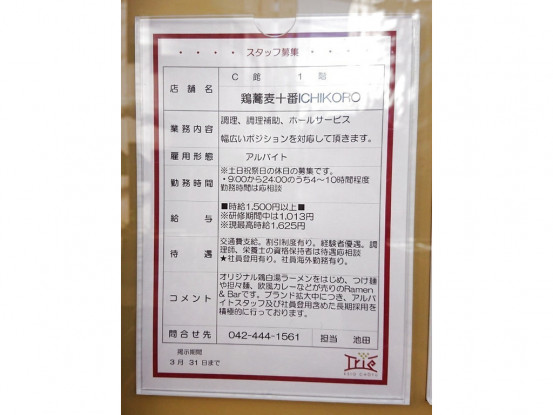 ・・・・スタッフ募集・・・・
C 館 1 階
店舗名 鶏蕎麦十番ICHIKORO
業務内容 調理、調理補助、ホールサービス
幅広いポジションを対応して頂きます。
雇用形態 アルバイト
勤務時間 ※土日祝祭日の休日の募集です。
・9:00から24:00のうち4～10時間程度
勤務時間は応相談
給与 ■時給1,500円以上■
※研修期間中は1,013円
※現最高時給1,625円
待遇 交通費支給。割引制度有り。経験者優遇。調
理師、栄養士の資格保持者は待遇応相談
★社員登用有り。社員海外勤務有り。
コメント オリジナル鶏白湯ラーメンをはじめ、つけ麺
や担々麺、欧風カレーなどが売りのRamen
& Barです。ブランド拡大中につき、アルバ
イトスタッフ及び社員登用含めた長期採用を
積極的に行っております。
問合せ先 042-444-1561 担当 池田
掲示期間
3月 31日まで
Trie
KEIO CHOFU